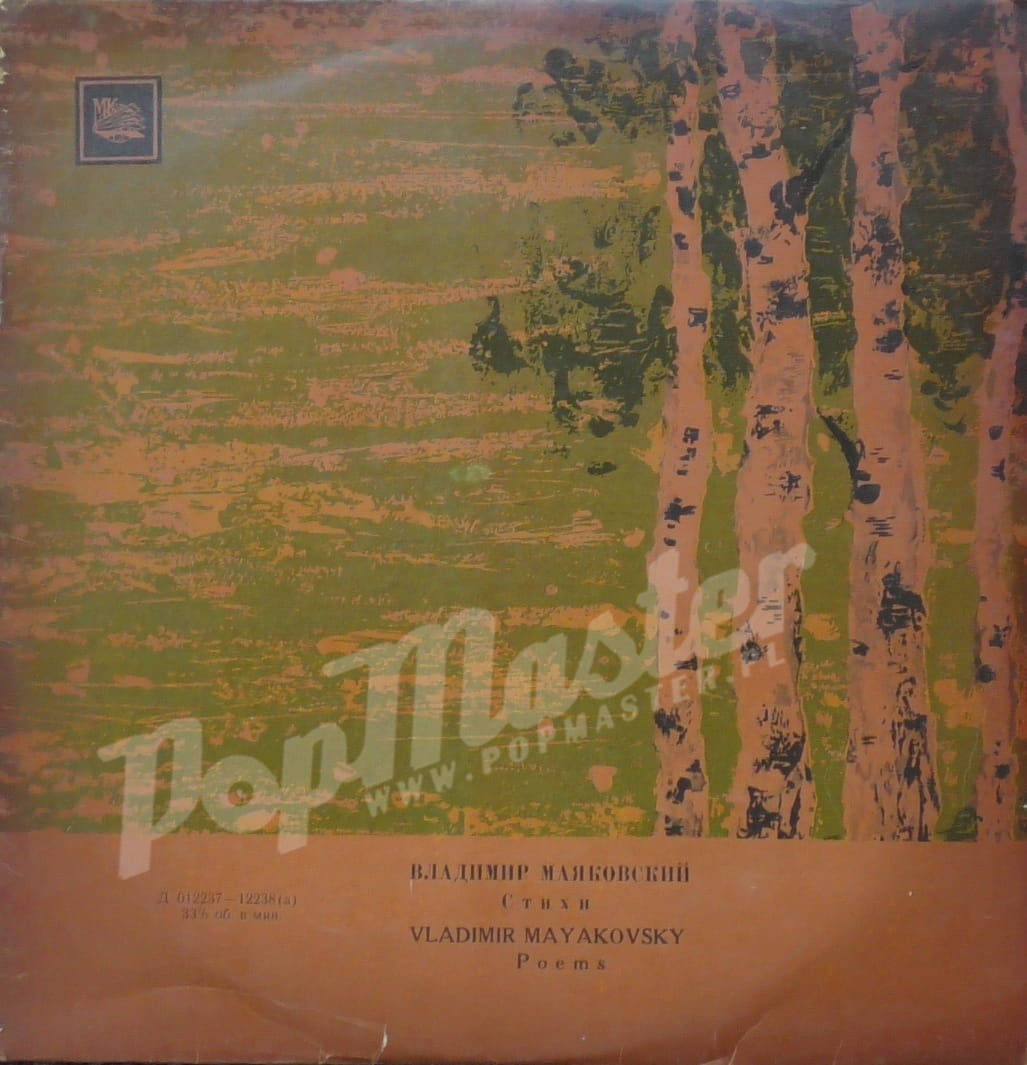 МК
PopMaster
WWW.POPMASTER.PL
ВЛАДИМИР МАЯКОВСКИЙ
Д 012237—12238(а)
Стихи
33⅓ об. в мин.
VLADIMIR MAYAKOVSKY
Poems